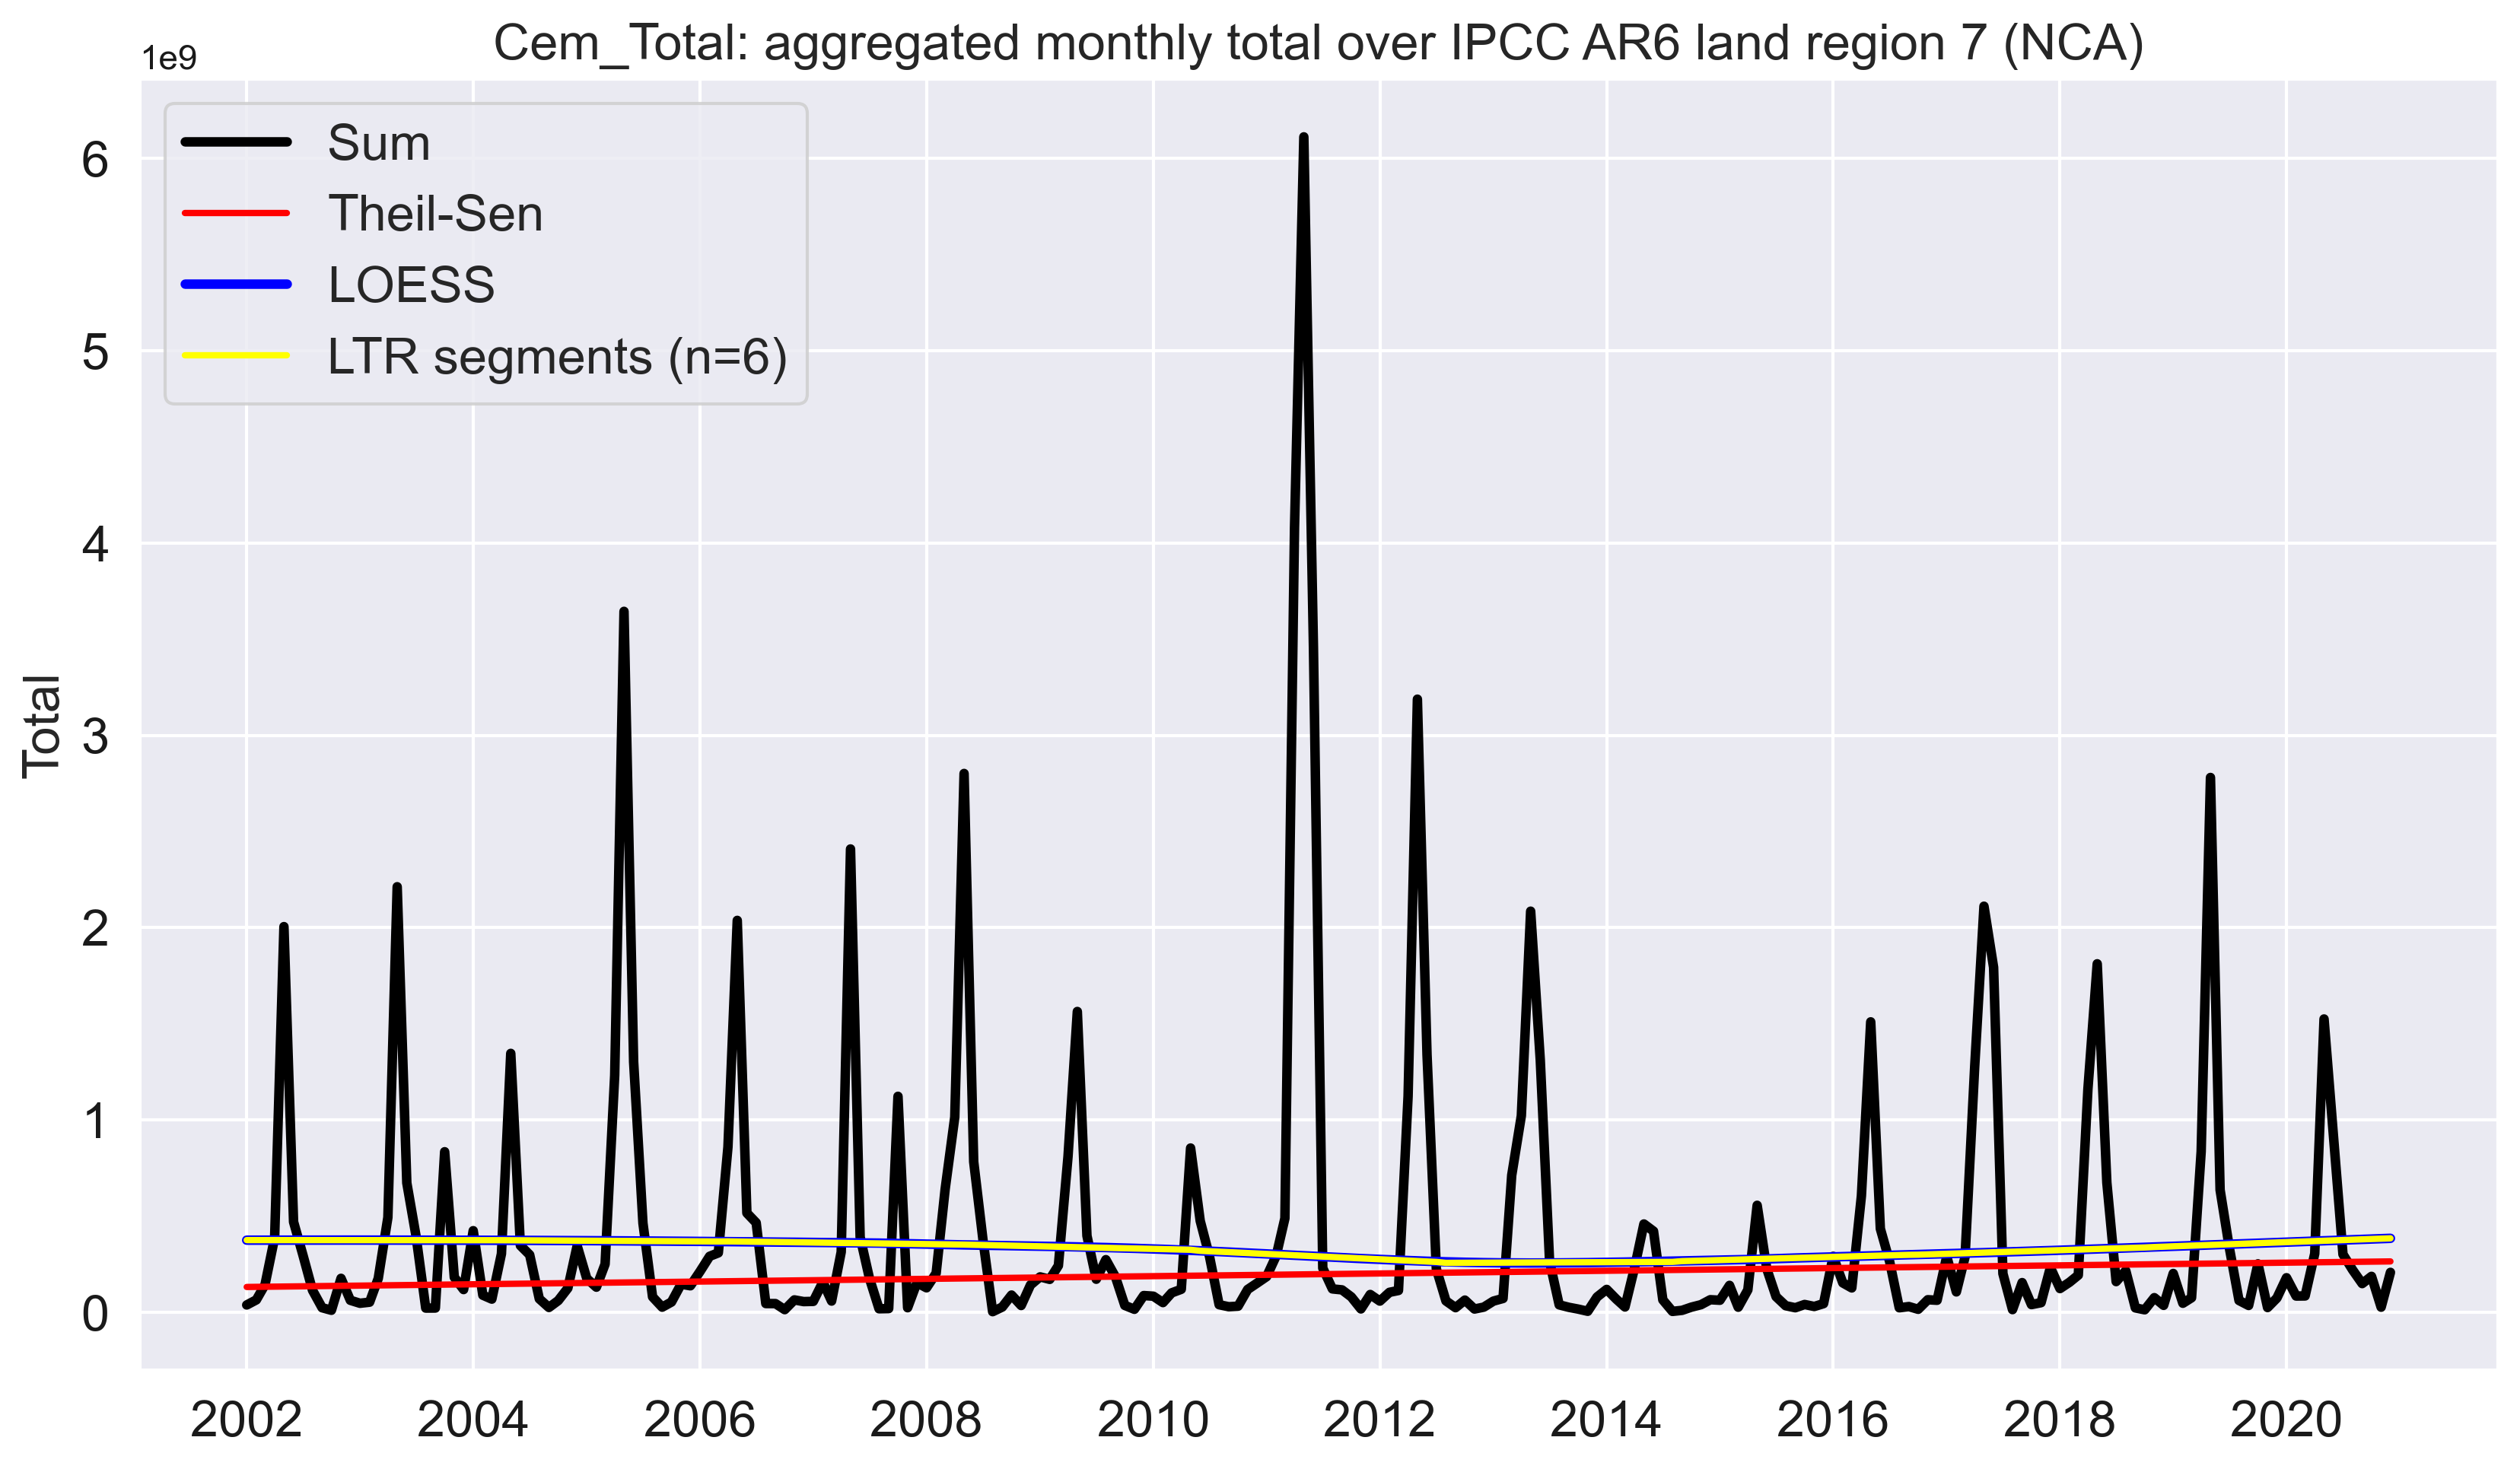 Cem_Total: aggregated monthly total over IPCC AR6 land region 7 (NCA)
1e9
Sum
Theil-Sen
LOESS
LTR segments (n=6)
6
5
4
3
2
1
0
Total
2002 2004 2006 2008 2010 2012 2014 2016 2018 2020